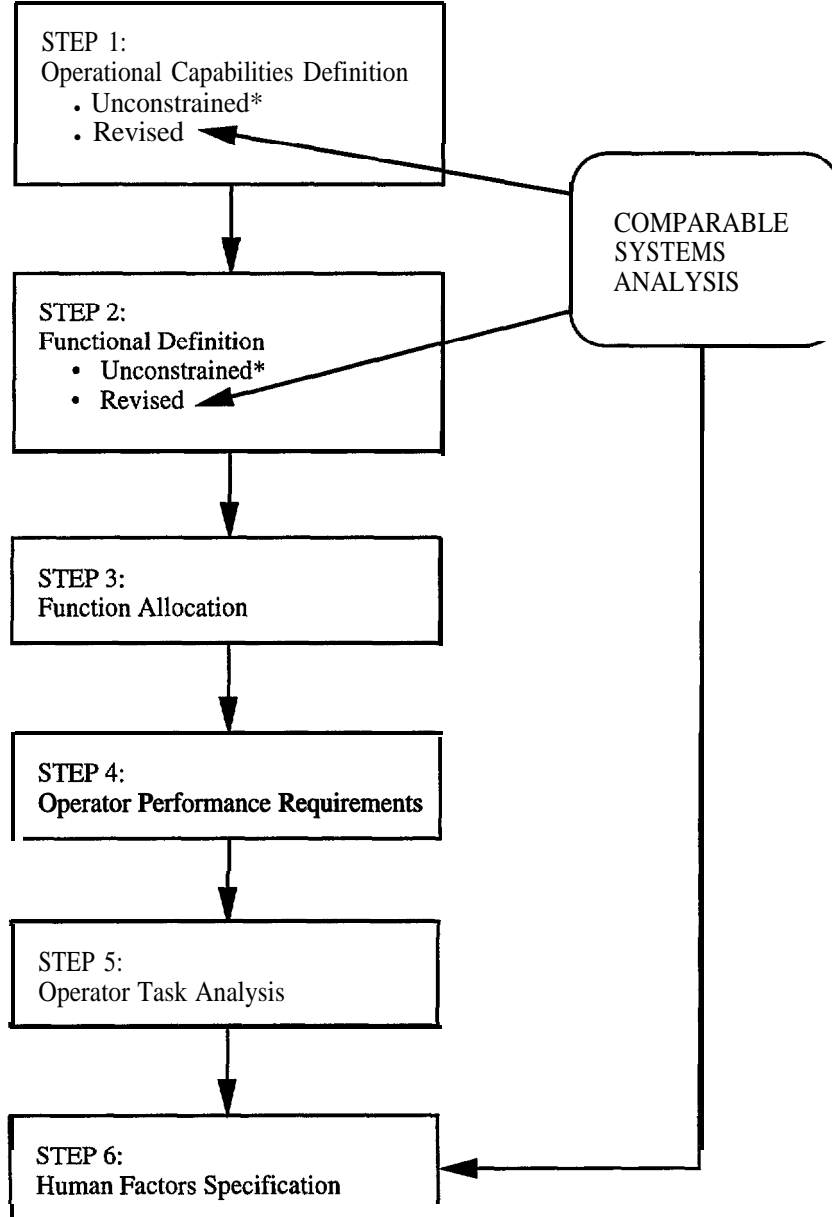 STEP 1:
Operational Capabilities Definition
• Unconstrained*
• Revised
COMPARABLE
SYSTEMS
ANALYSIS
STEP 2:
Functional Definition
• Unconstrained*
• Revised
STEP 3:
Function Allocation
STEP 4:
Operator Performance Requirements
STEP 5:
Operator Task Analysis
STEP 6:
Human Factors Specification